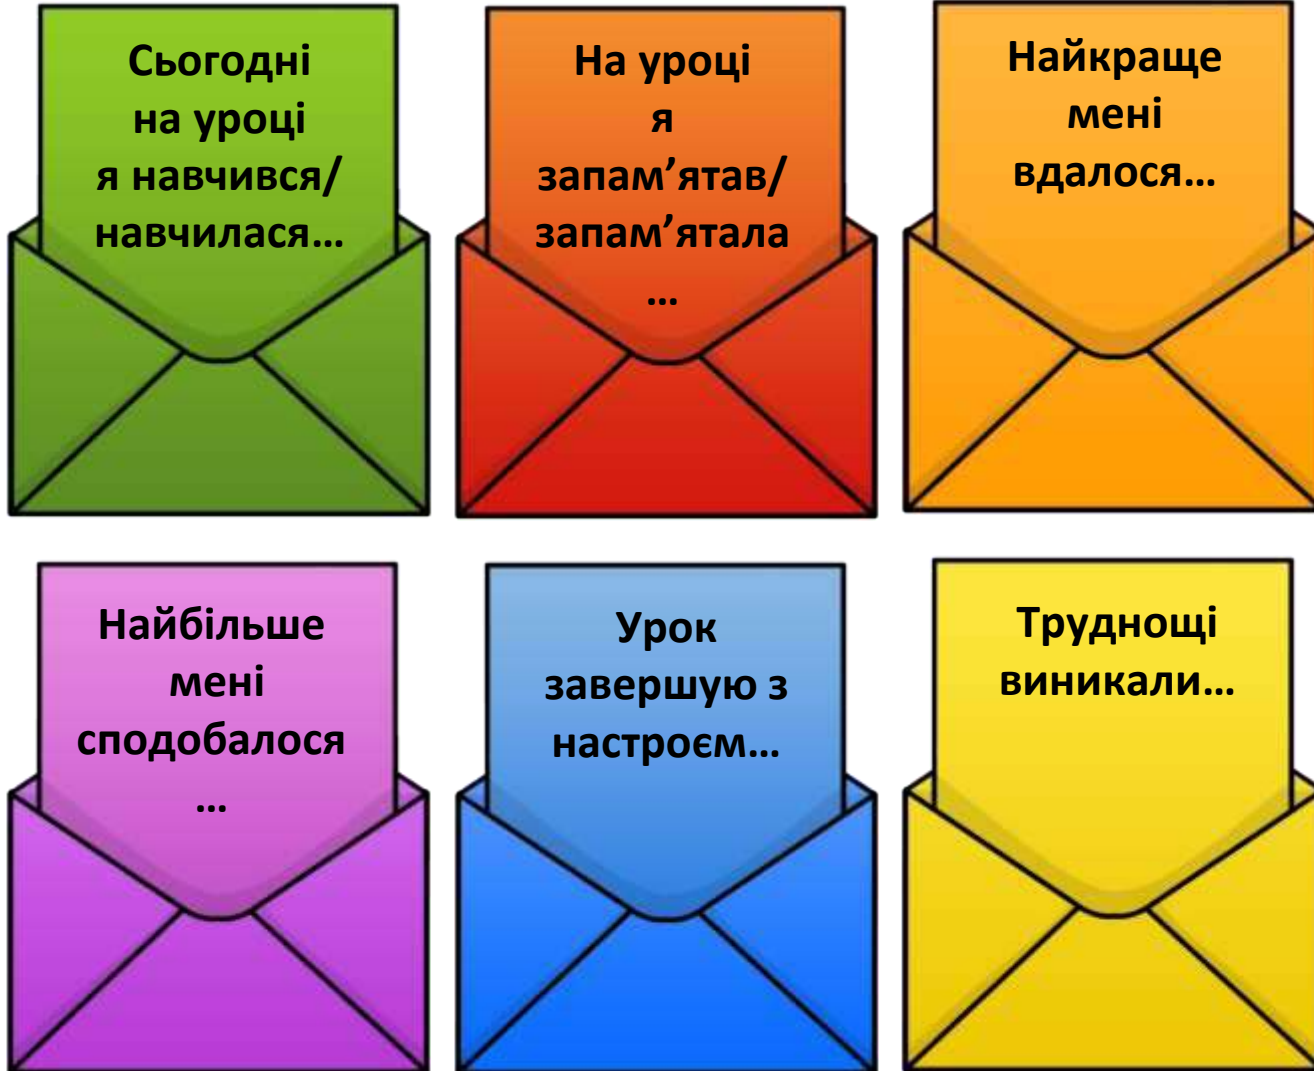 Сьогодні
на уроці
я навчився/
навчилася…
На уроці
я
запам’ятав/
запам’ятала
…
Найкраще
мені
вдалося…
Найбільше
мені
сподобалося
…
Урок
завершую з
настроєм…
Труднощі
виникали…